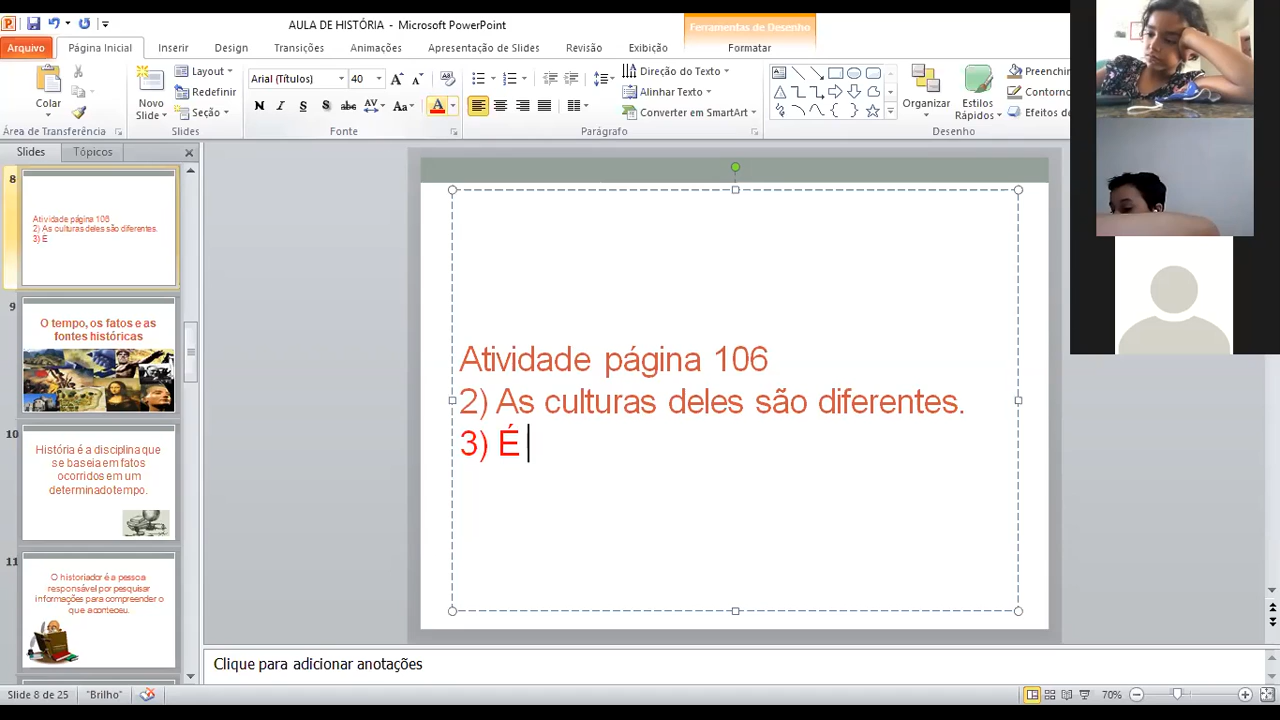 AULA DE HISTÓRIA - Microsoft PowerPoint
Ferramentas de Desenho
Arquivo
Página Inicial
Inserir
Design
Transições
Animações
Apresentação de Slides
Revisão
Exibição
Formatar
Colar
Área de Transferência
Novo
Slide
Layout
Redefinir
Seção
Slides
Arial (Títulos)
40
Fonte
Direção do Texto
Alinhar Texto
Converter em SmartArt
Parágrafo
Organizar
Estilos
Rápidos
Preenchi
Contorno
Efeitos de
Desenho
Slides
Tópicos
8
Atividade página 106
2) As culturas deles são diferentes.
3) É
9
O tempo, os fatos e as
fontes históricas
10
História é a disciplina que
se baseia em fatos
ocorridos em um
determinado tempo.
11
O historiador é a pessoa
responsável por pesquisar
informações para compreender o
que aconteceu.
Atividade página 106
2) As culturas deles são diferentes.
3) É
Clique para adicionar anotações
Slide 8 de 25
"Brilho"
70%